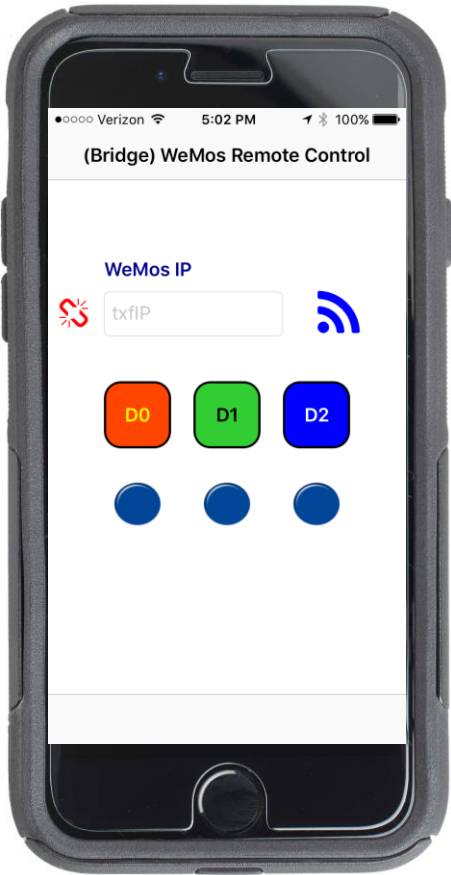 Verizon 5:02 PM 100%
(Bridge) WeMos Remote Control
WeMos IP
txfIP
D0 D1 D2